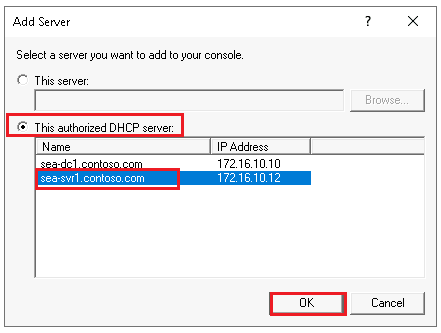 Add Server
?
Select a server you want to add to your console.
This server:
Browse...
This authorized DHCP server:
Name IP Address
sea-dc1.contoso.com 172.16.10.10
sea-svr1.contoso.com 172.16.10.12
OK Cancel